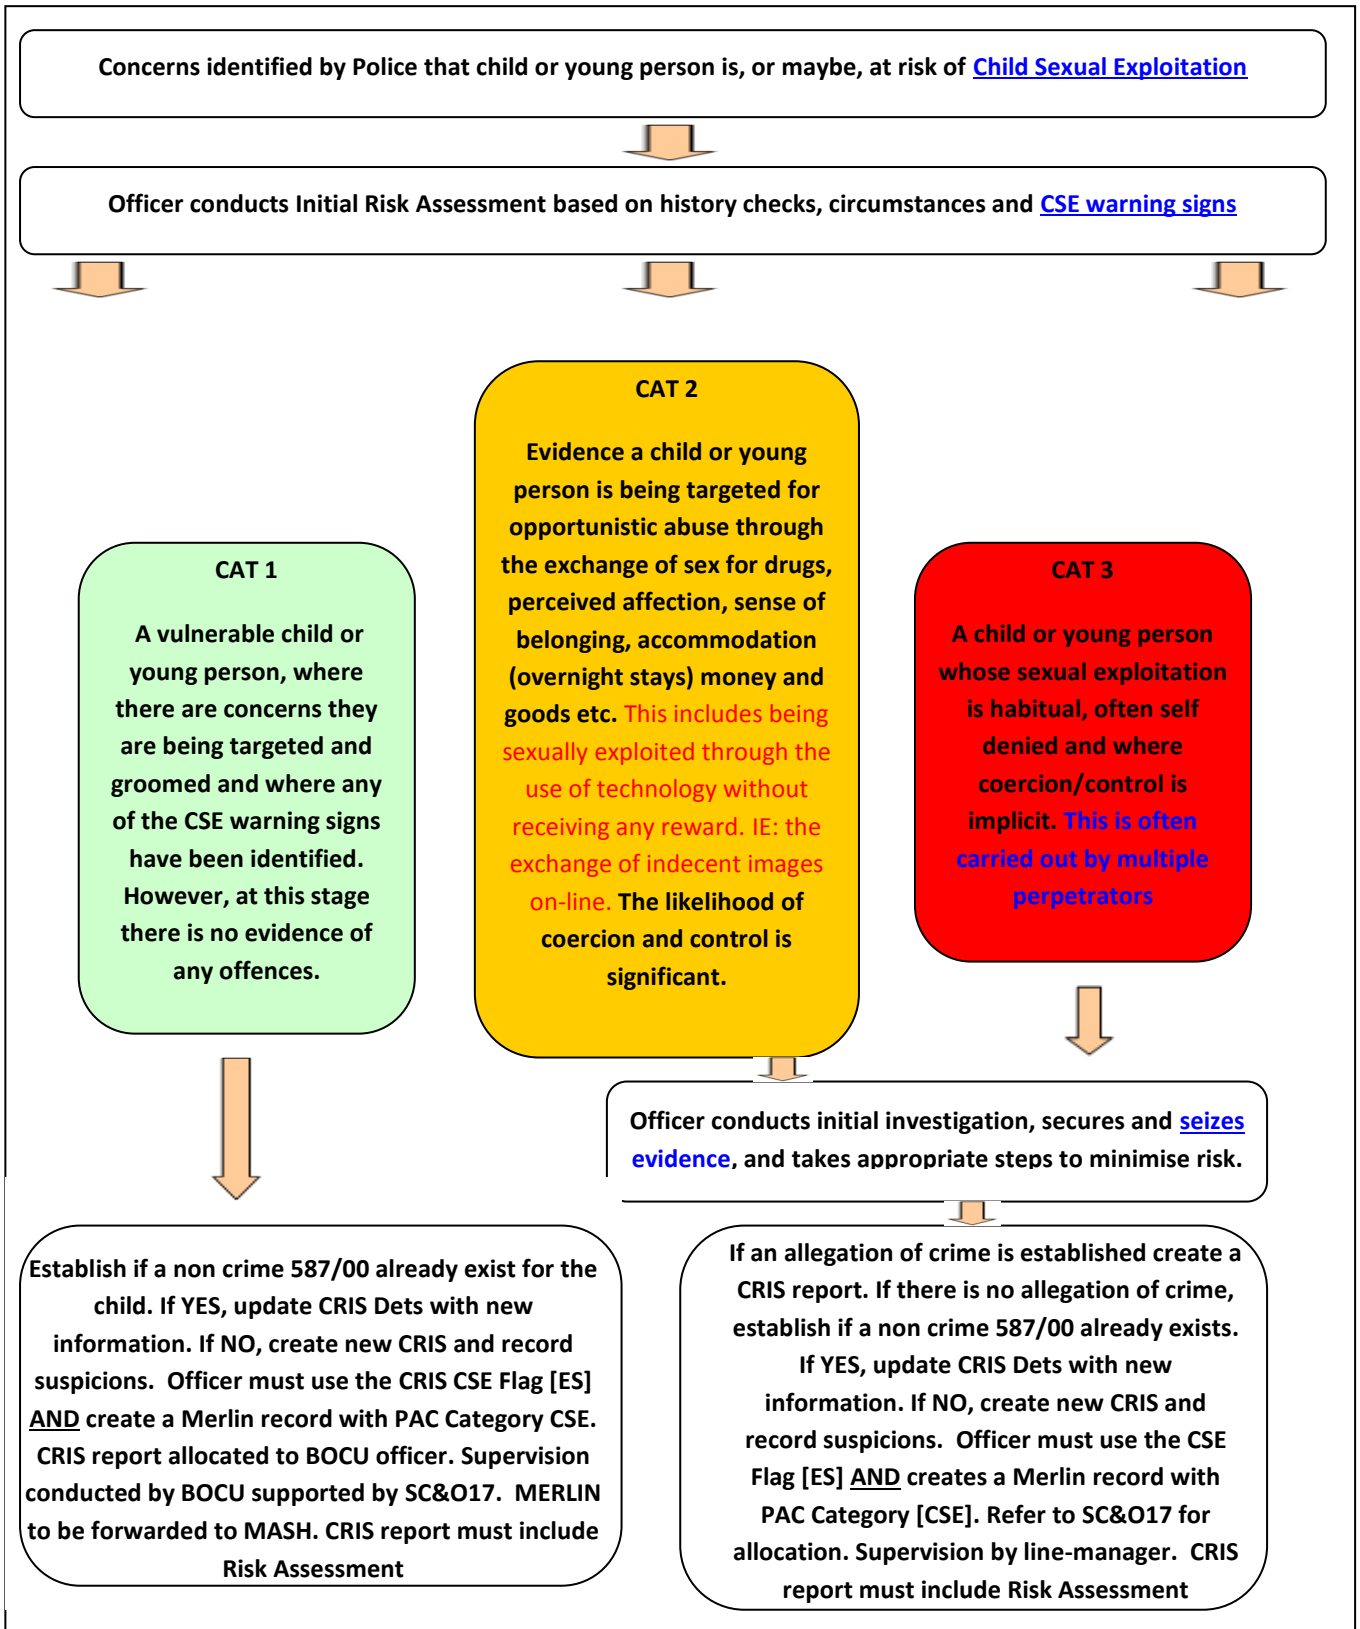 Concerns identified by Police that child or young person is, or maybe, at risk of Child Sexual Exploitation
Officer conducts Initial Risk Assessment based on history checks, circumstances and CSE warning signs
CAT 1
A vulnerable child or
young person, where
there are concerns they
are being targeted and
groomed and where any
of the CSE warning signs
have been identified.
However, at this stage
there is no evidence of
any offences.
CAT 2
Evidence a child or young
person is being targeted for
opportunistic abuse through
the exchange of sex for drugs,
perceived affection, sense of
belonging, accommodation
(overnight stays) money and
goods etc. This includes being
sexually exploited through the
use of technology without
receiving any reward. IE: the
exchange of indecent images
on-line. The likelihood of
coercion and control is
significant.
CAT 3
A child or young person
whose sexual exploitation
is habitual, often self
denied and where
coercion/control is
implicit. This is often
carried out by multiple
perpetrators
Officer conducts initial investigation, secures and seizes
evidence, and takes appropriate steps to minimise risk.
Establish if a non crime 587/00 already exist for the
child. If YES, update CRIS Dets with new
information. If NO, create new CRIS and record
suspicions. Officer must use the CRIS CSE Flag [ES]
AND create a Merlin record with PAC Category CSE.
CRIS report allocated to BOCU officer. Supervision
conducted by BOCU supported by SC&O17. MERLIN
to be forwarded to MASH. CRIS report must include
Risk Assessment
If an allegation of crime is established create a
CRIS report. If there is no allegation of crime,
establish if a non crime 587/00 already exists.
If YES, update CRIS Dets with new
information. If NO, create new CRIS and
record suspicions. Officer must use the CSE
Flag [ES] AND creates a Merlin record with
PAC Category [CSE]. Refer to SC&O17 for
allocation. Supervision by line-manager. CRIS
report must include Risk Assessment